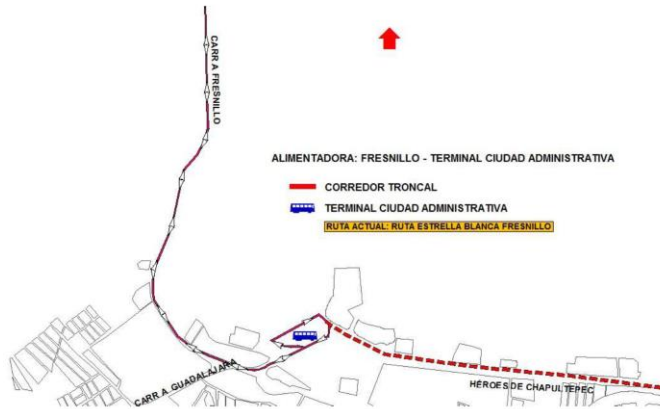 CARR A FRESNILLO
ALIMENTADORA: FRESNILLO - TERMINAL CIUDAD ADMINISTRATIVA
CORREDOR TRONCAL
TERMINAL CIUDAD ADMINISTRATIVA
RUTA ACTUAL: RUTA ESTRELLA BLANCA FRESNILLO
CARR A GUADALAJARA
HÉROES DE CHAPULTEPEC